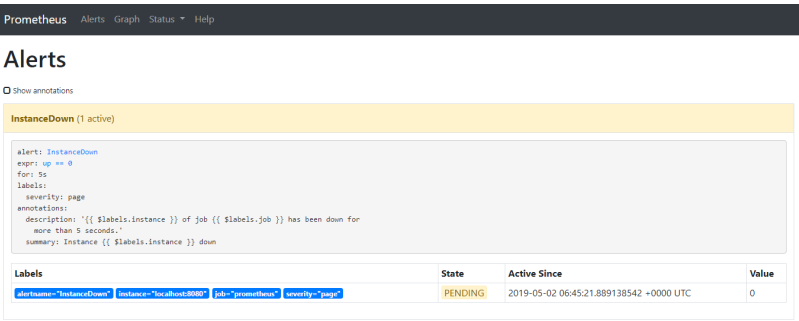 Prometheus Alerts Graph Status Help
Alerts
Show annotations
InstanceDown (1 active)
alert: InstanceDown
expr: up == 0
for: 5s
labels:
  severity: page
annotations:
  description: '{{ $labels.instance }} of job {{ $labels.job }} has been down for
    more than 5 seconds.'
  summary: Instance {{ $labels.instance }} down
Labels State Active Since Value
alertname="InstanceDown" instance="localhost:8080" job="prometheus" severity="page" PENDING 2019-05-02 06:45:21.889138542 +0000 UTC 0